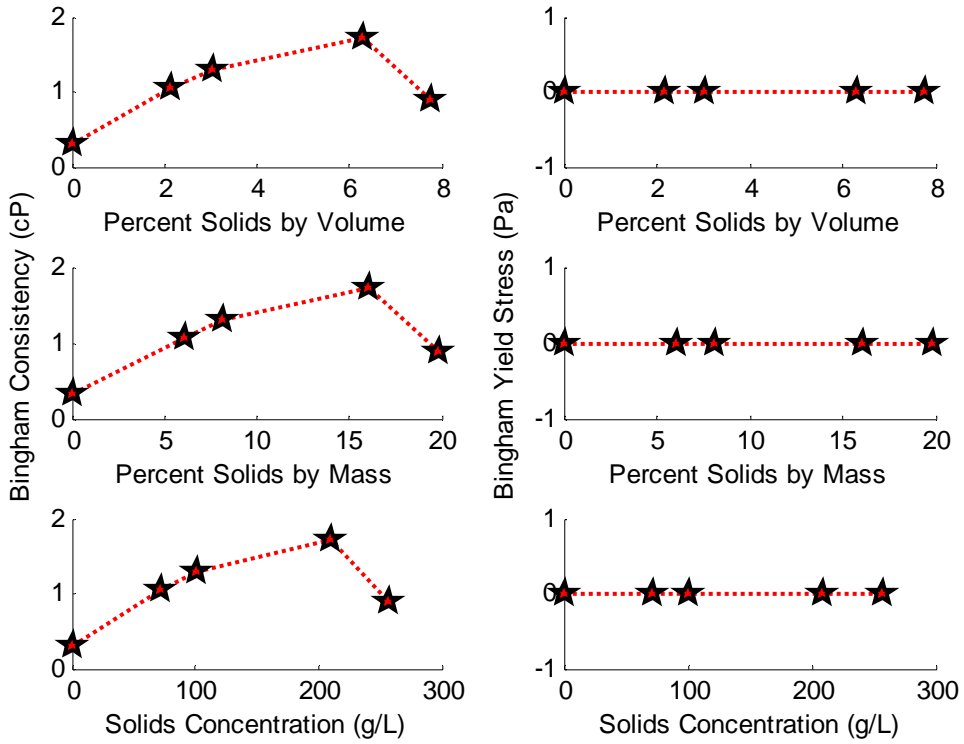 Bingham Consistency (cP)
2
1
0
0 2 4 6 8
Percent Solids by Volume
2
1
0
0 5 10 15 20
Percent Solids by Mass
2
1
0
0 100 200 300
Solids Concentration (g/L)
Bingham Yield Stress (Pa)
1
0
-1
0 2 4 6 8
Percent Solids by Volume
1
0
-1
0 5 10 15 20
Percent Solids by Mass
1
0
-1
0 100 200 300
Solids Concentration (g/L)